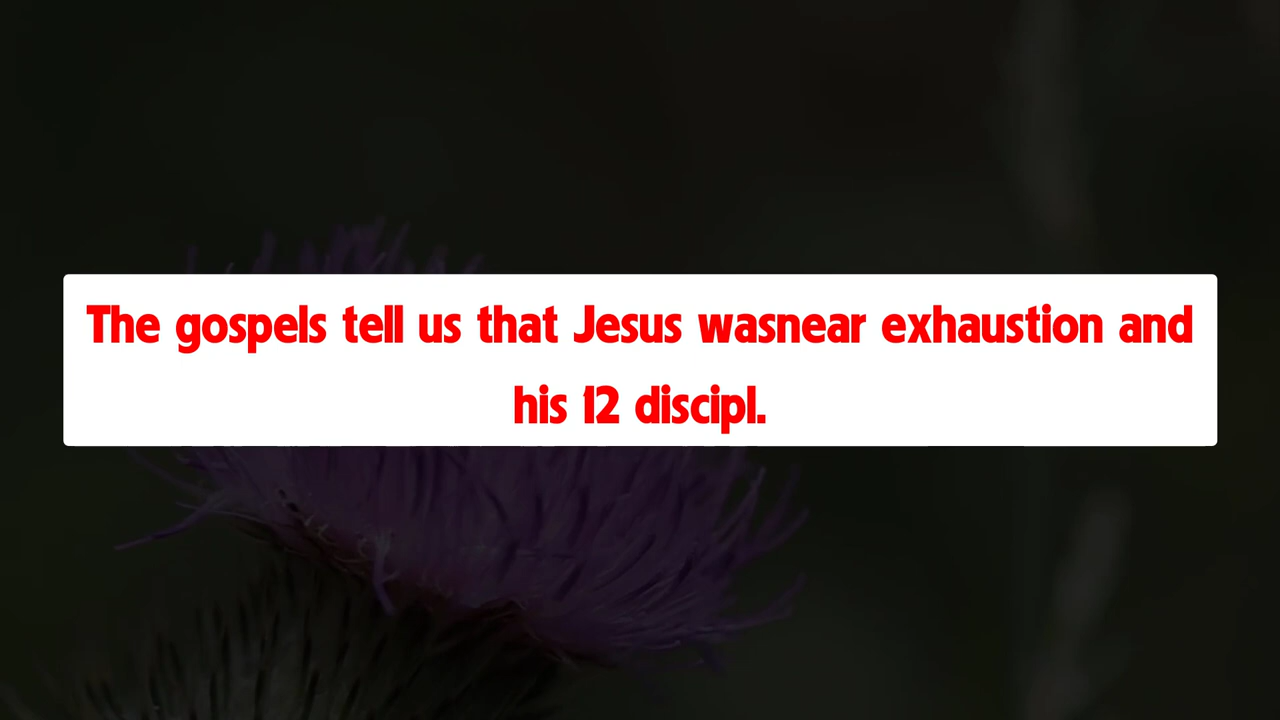 The gospels tell us that Jesus wasnear exhaustion and
his 12 discipl.